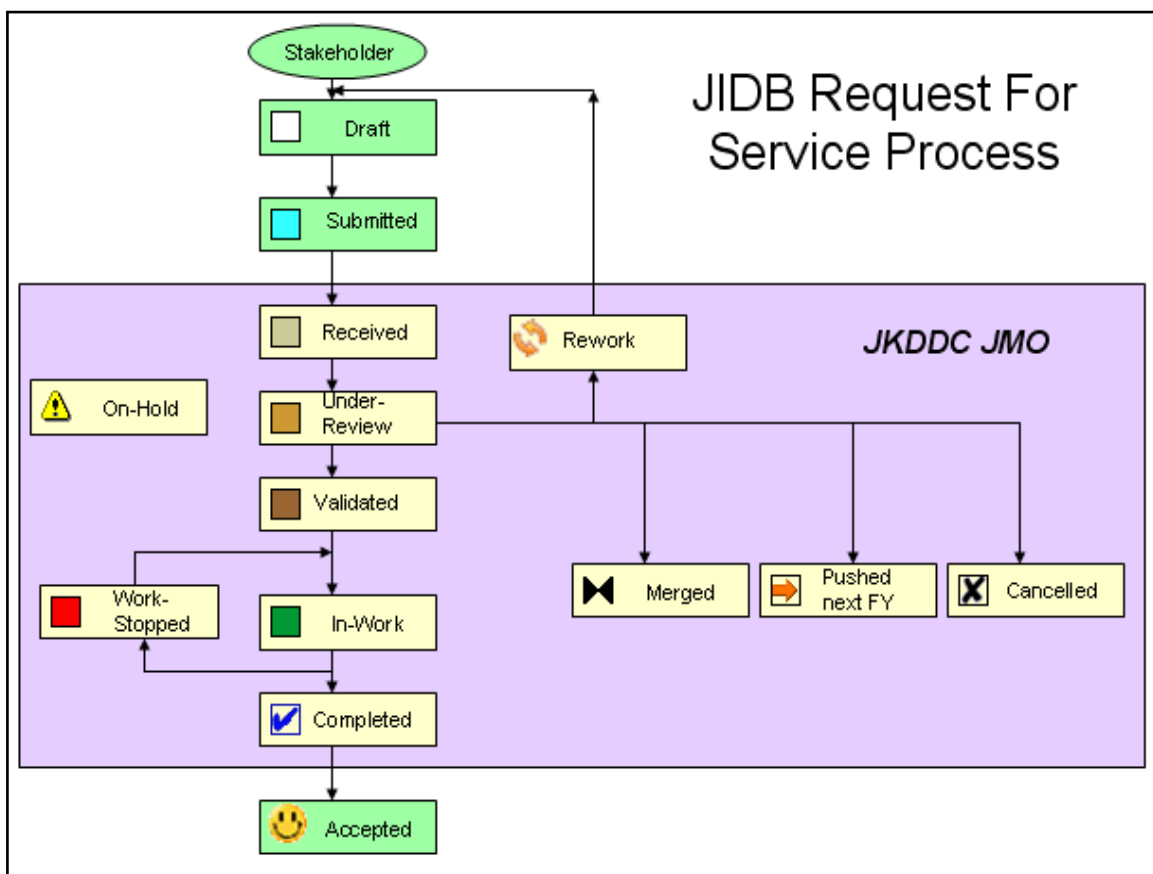 Stakeholder
JIDB Request For
Service Process
Draft
Submitted
Received
Rework
JKDDC JMO
On-Hold
Under-
Review
Validated
Work-
Stopped
In-Work
Merged
Pushed
next FY
Cancelled
Completed
Accepted